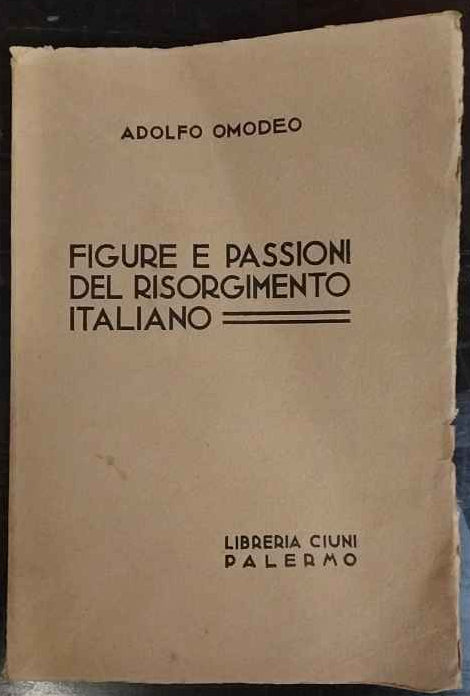 ADOLFO OMODEO
FIGURE E PASSIONI
DEL RISORGIMENTO
ITALIANO
LIBRERIA CIUNI
PALERMO